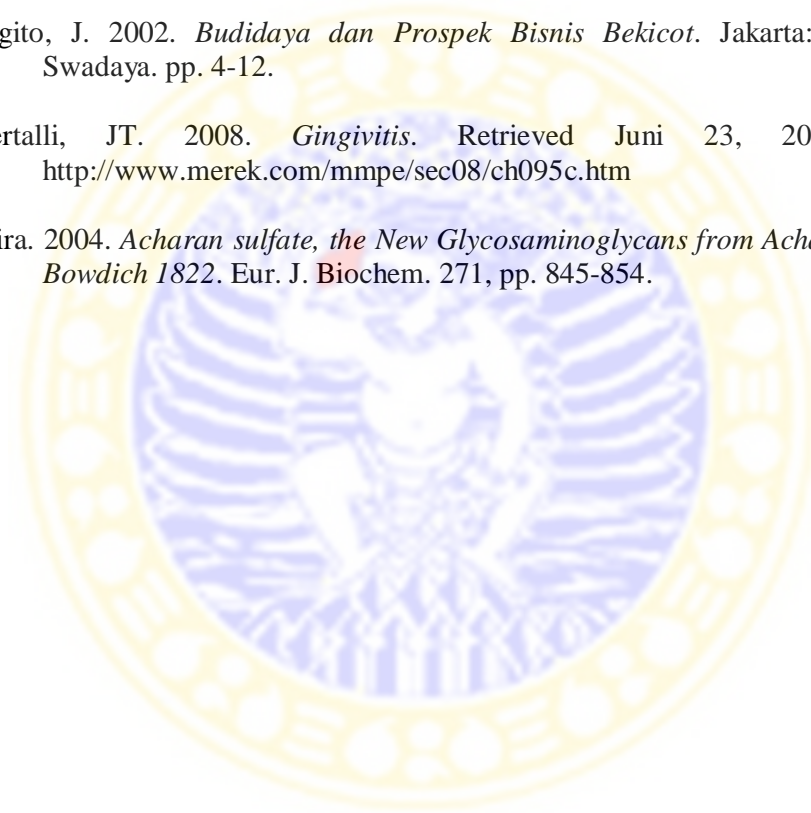 gito, J. 2002. Budidaya dan Prospek Bisnis Bekicot. Jakarta:
Swadaya. pp. 4-12.
ertalli, JT. 2008. Gingivitis. Retrieved Juni 23, 20
http://www.merek.com/mmpe/sec08/ch095c.htm
ira. 2004. Acharan sulfate, the New Glycosaminoglycans from Acha
Bowdich 1822. Eur. J. Biochem. 271, pp. 845-854.